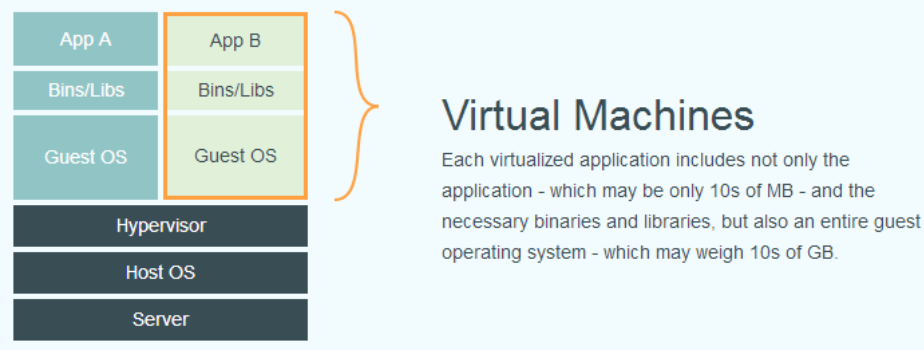 App A
App B
Bins/Libs
Bins/Libs
Guest OS
Guest OS
Hypervisor
Host OS
Server
Virtual Machines
Each virtualized application includes not only the
application - which may be only 10s of MB - and the
necessary binaries and libraries, but also an entire guest
operating system - which may weigh 10s of GB.